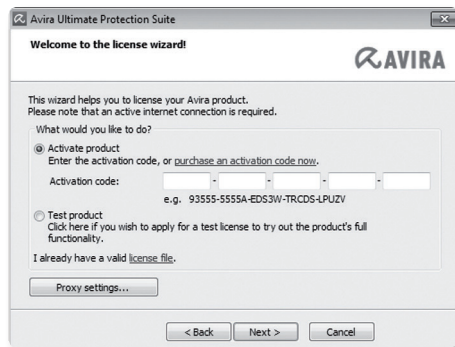 Avira Ultimate Protection Suite
Welcome to the license wizard!
AVIRA
This wizard helps you to license your Avira product.
Please note that an active internet connection is required.
What would you like to do?
Activate product
Enter the activation code, or purchase an activation code now.
Activation code: - - - -
e.g. 93555-5555A-EDS3W-TRCDS-LPUZV
Test product
Click here if you wish to apply for a test license to try out the product's full
functionality.
I already have a valid license file.
Proxy settings...
< Back Next > Cancel